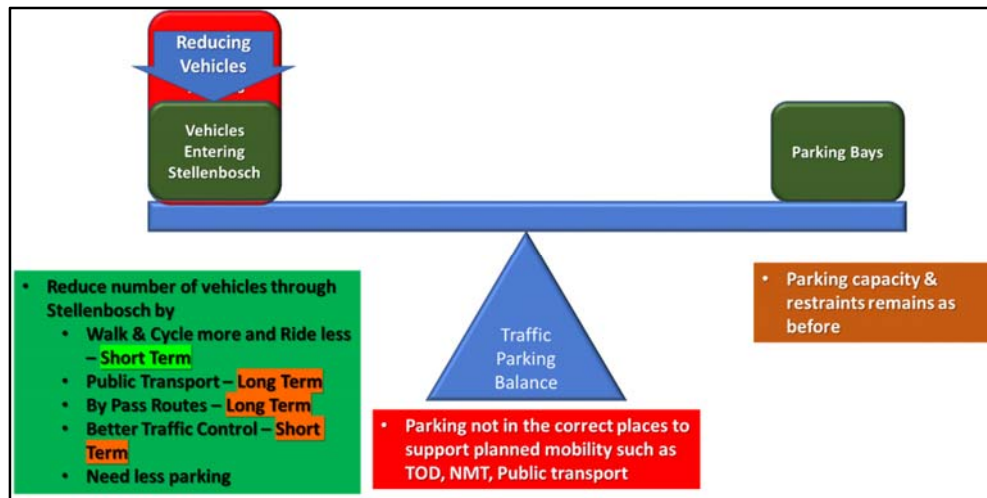 Reducing
Vehicles
Vehicles
Entering
Stellenbosch
Parking Bays
• Reduce number of vehicles through
Stellenbosch by
• Walk & Cycle more and Ride less
– Short Term
• Public Transport – Long Term
• By Pass Routes – Long Term
• Better Traffic Control – Short
Term
• Need less parking
Traffic
Parking
Balance
• Parking not in the correct places to
support planned mobility such as
TOD, NMT, Public transport
• Parking capacity &
restraints remains as
before